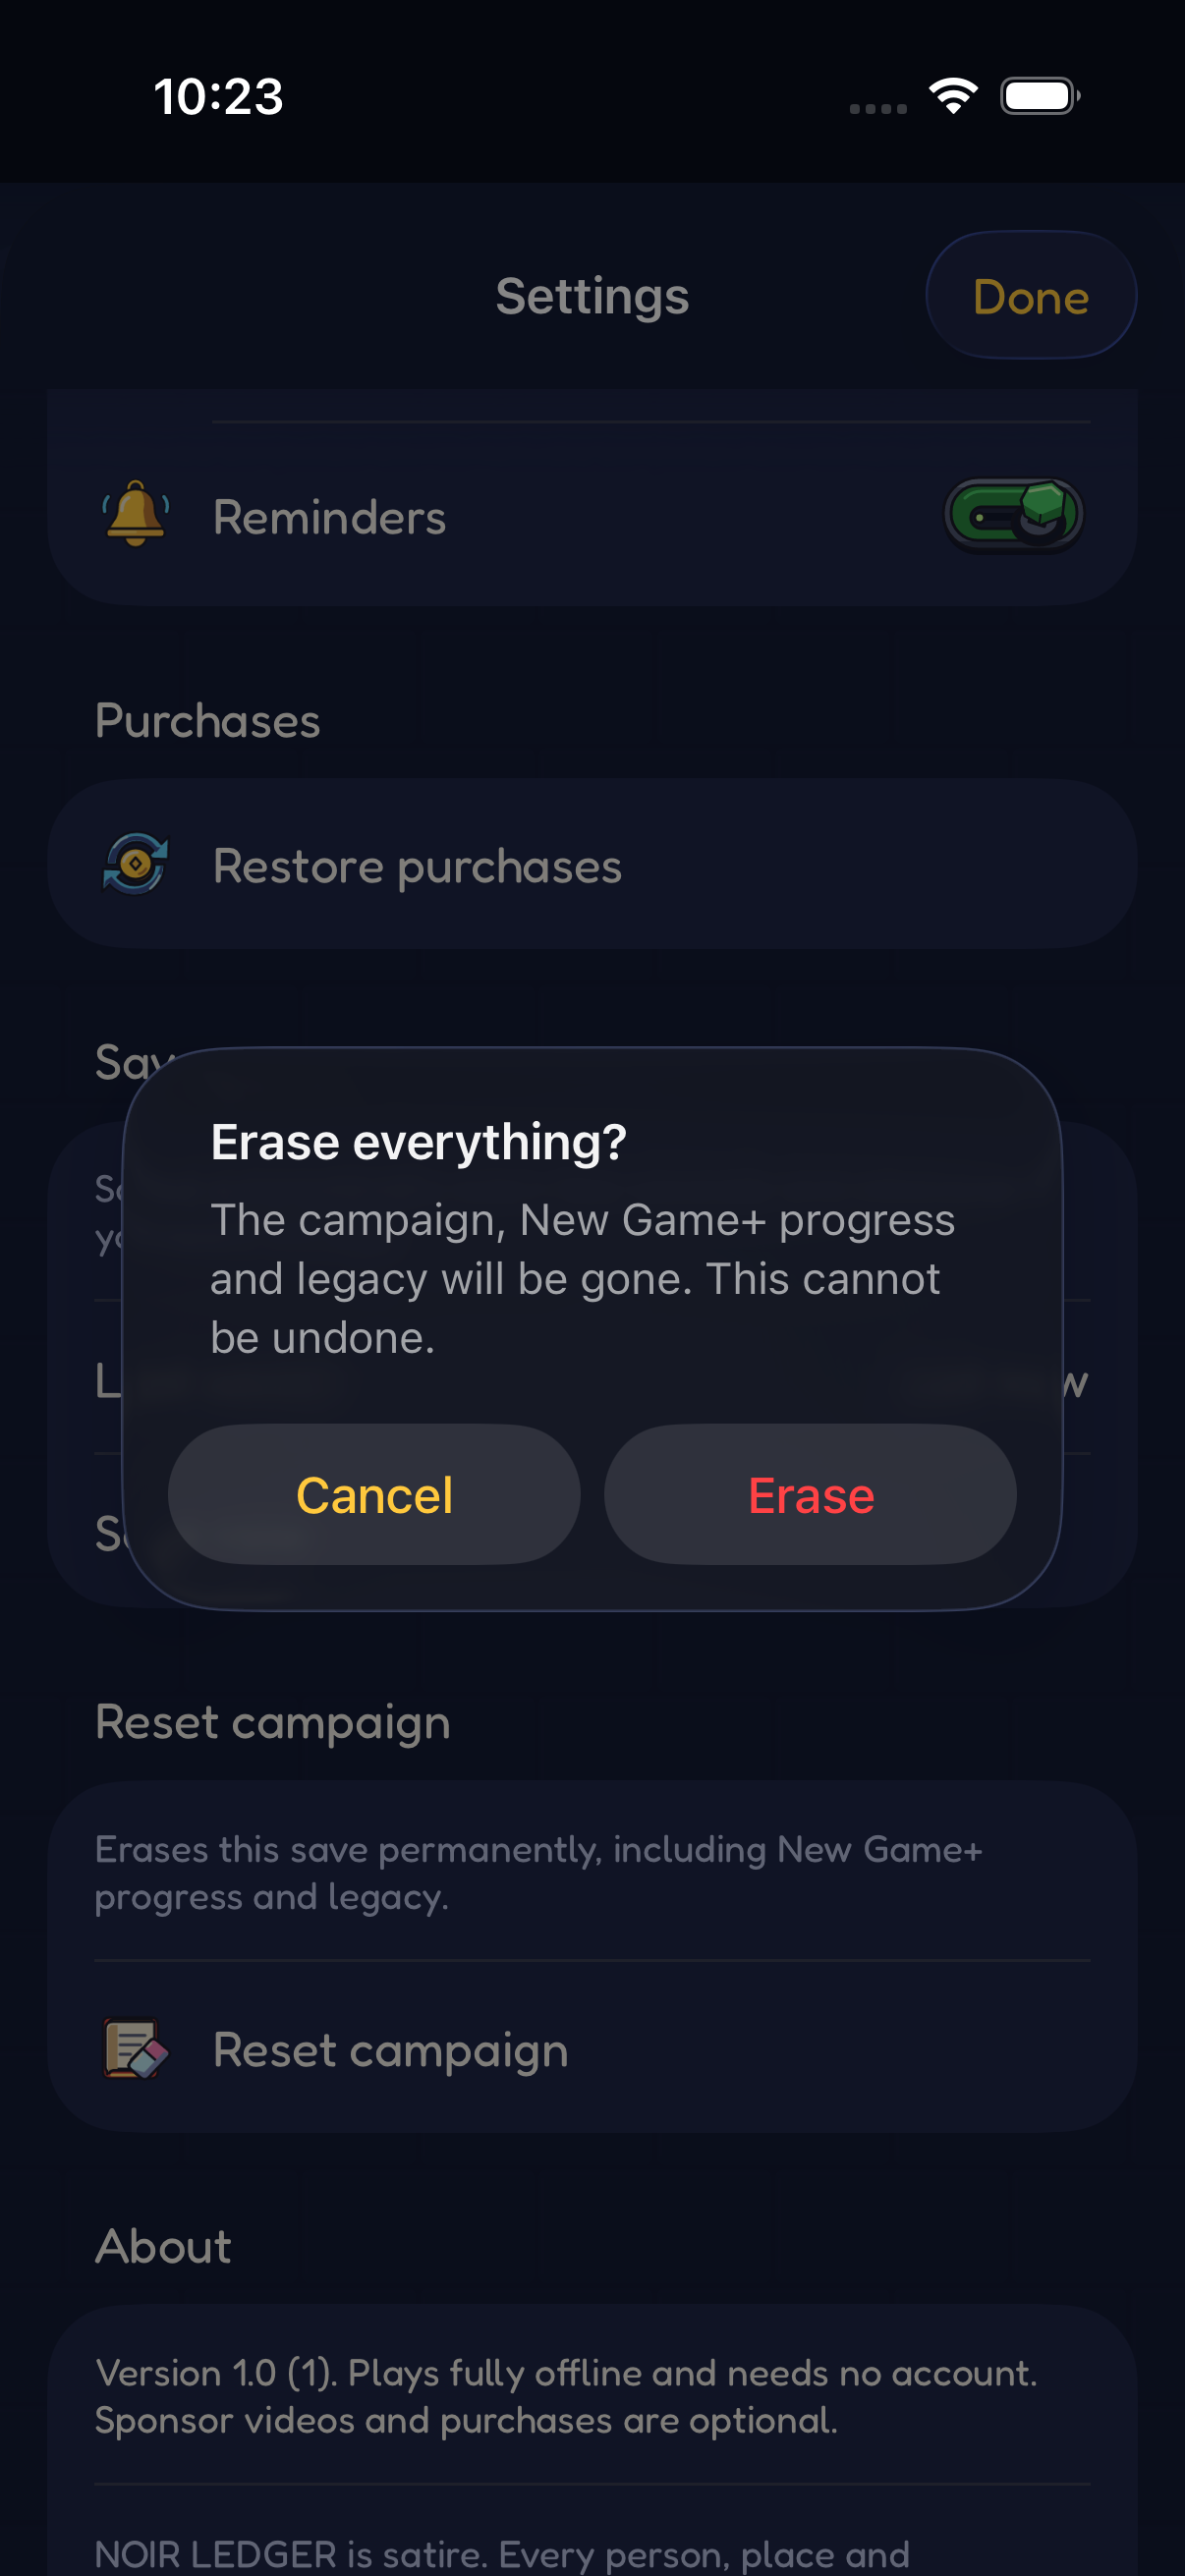 10:23
Settings
Done
Reminders
Purchases
Restore purchases
Erase everything?
The campaign, New Game+ progress
and legacy will be gone. This cannot
be undone.
Cancel
Erase
Reset campaign
Erases this save permanently, including New Game+
progress and legacy.
Reset campaign
About
Version 1.0 (1). Plays fully offline and needs no account.
Sponsor videos and purchases are optional.
NOIR LEDGER is satire. Every person, place and